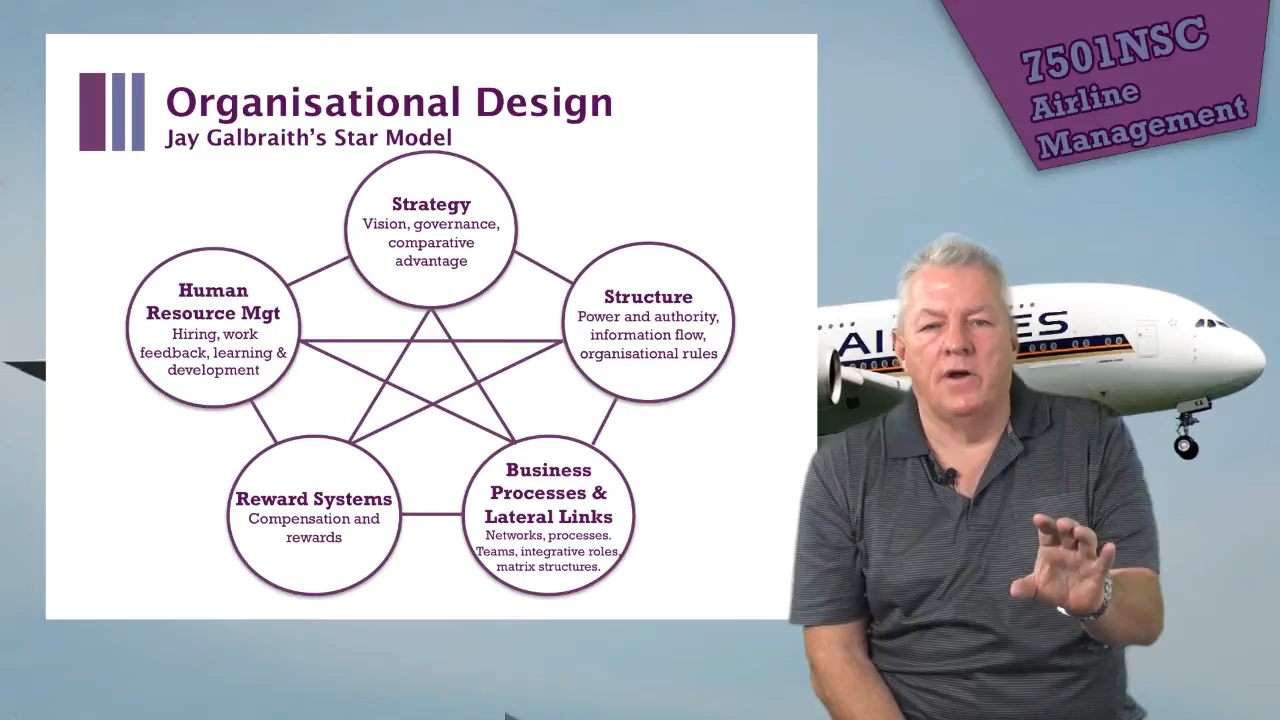 Organisational Design
Jay Galbraith's Star Model
Strategy
Vision, governance,
comparative
advantage
Human
Resource Mgt
Hiring, work
feedback, learning &
development
Structure
Power and authority,
information flow,
organisational rules
Reward Systems
Compensation and
rewards
Business
Processes &
Lateral Links
Networks, processes.
Teams, integrative roles,
matrix structures.
7501NSC
Airline
Management